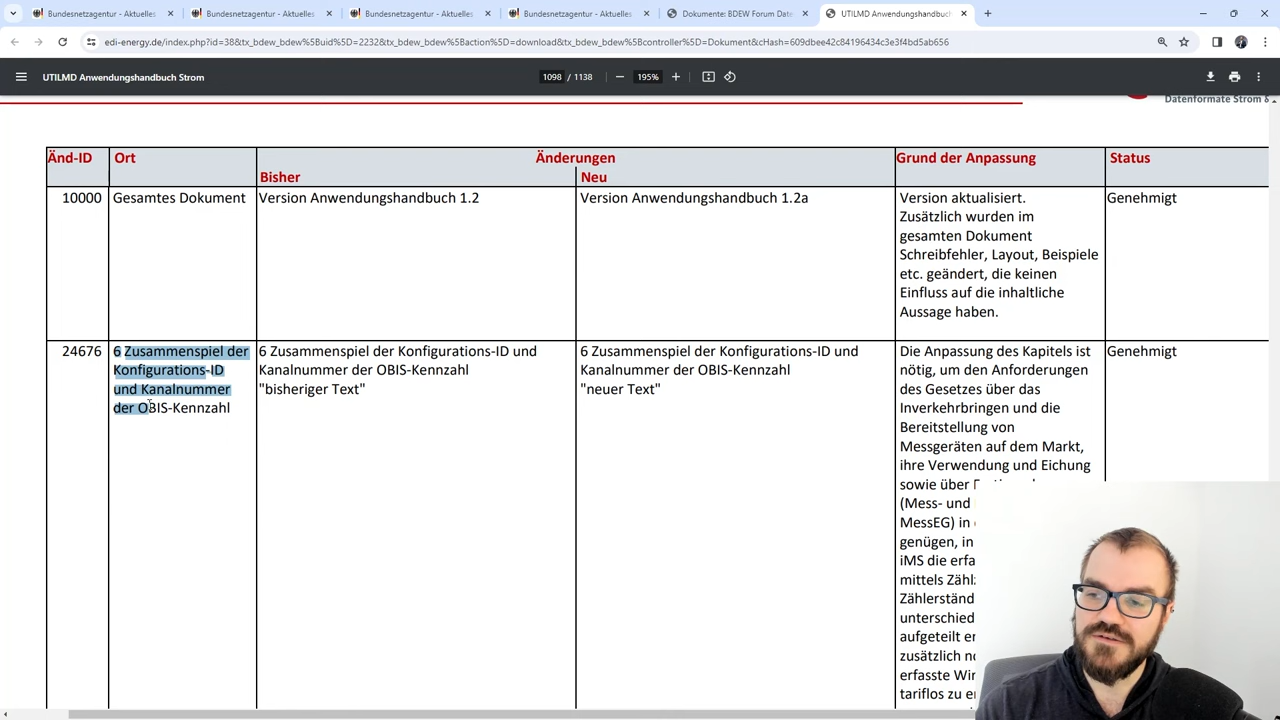 Bundesnetzagentur - Aktuelles
Bundesnetzagentur - Aktuelles
Bundesnetzagentur - Aktuelles
Bundesnetzagentur - Aktuelles
Dokumente: BDEW Forum Daten
UTILMD Anwendungshandbuch
edi-energy.de/index.php?id=38&tx_bdew_bdew%5Buid%5D=2232&tx_bdew_bdew%5Baction%5D=download&tx_bdew_bdew%5Bcontroller%5D=Dokument&cHash=609dbee42c84196434c3e3f4bd5ab656
UTILMD Anwendungshandbuch Strom
1098 / 1138
195%
Datenformate Strom &
Änd-ID
Ort
Änderungen
Bisher
Neu
Grund der Anpassung
Status
10000
Gesamtes Dokument
Version Anwendungshandbuch 1.2
Version Anwendungshandbuch 1.2a
Version aktualisiert.
Zusätzlich wurden im
gesamten Dokument
Schreibfehler, Layout, Beispiele
etc. geändert, die keinen
Einfluss auf die inhaltliche
Aussage haben.
Genehmigt
24676
6 Zusammenspiel der
Konfigurations-ID
und Kanalnummer
der OBIS-Kennzahl
6 Zusammenspiel der Konfigurations-ID und
Kanalnummer der OBIS-Kennzahl
"bisheriger Text"
6 Zusammenspiel der Konfigurations-ID und
Kanalnummer der OBIS-Kennzahl
"neuer Text"
Die Anpassung des Kapitels ist
nötig, um den Anforderungen
des Gesetzes über das
Inverkehrbringen und die
Bereitstellung von
Messgeräten auf dem Markt,
ihre Verwendung und Eichung
sowie über
(Mess- und
MessEG) in
genügen, in
iMS die erfa
mittels Zählz
Zählerständ
unterschied
aufgeteilt er
zusätzlich no
erfasste Wir
tariflos zu e
Genehmigt